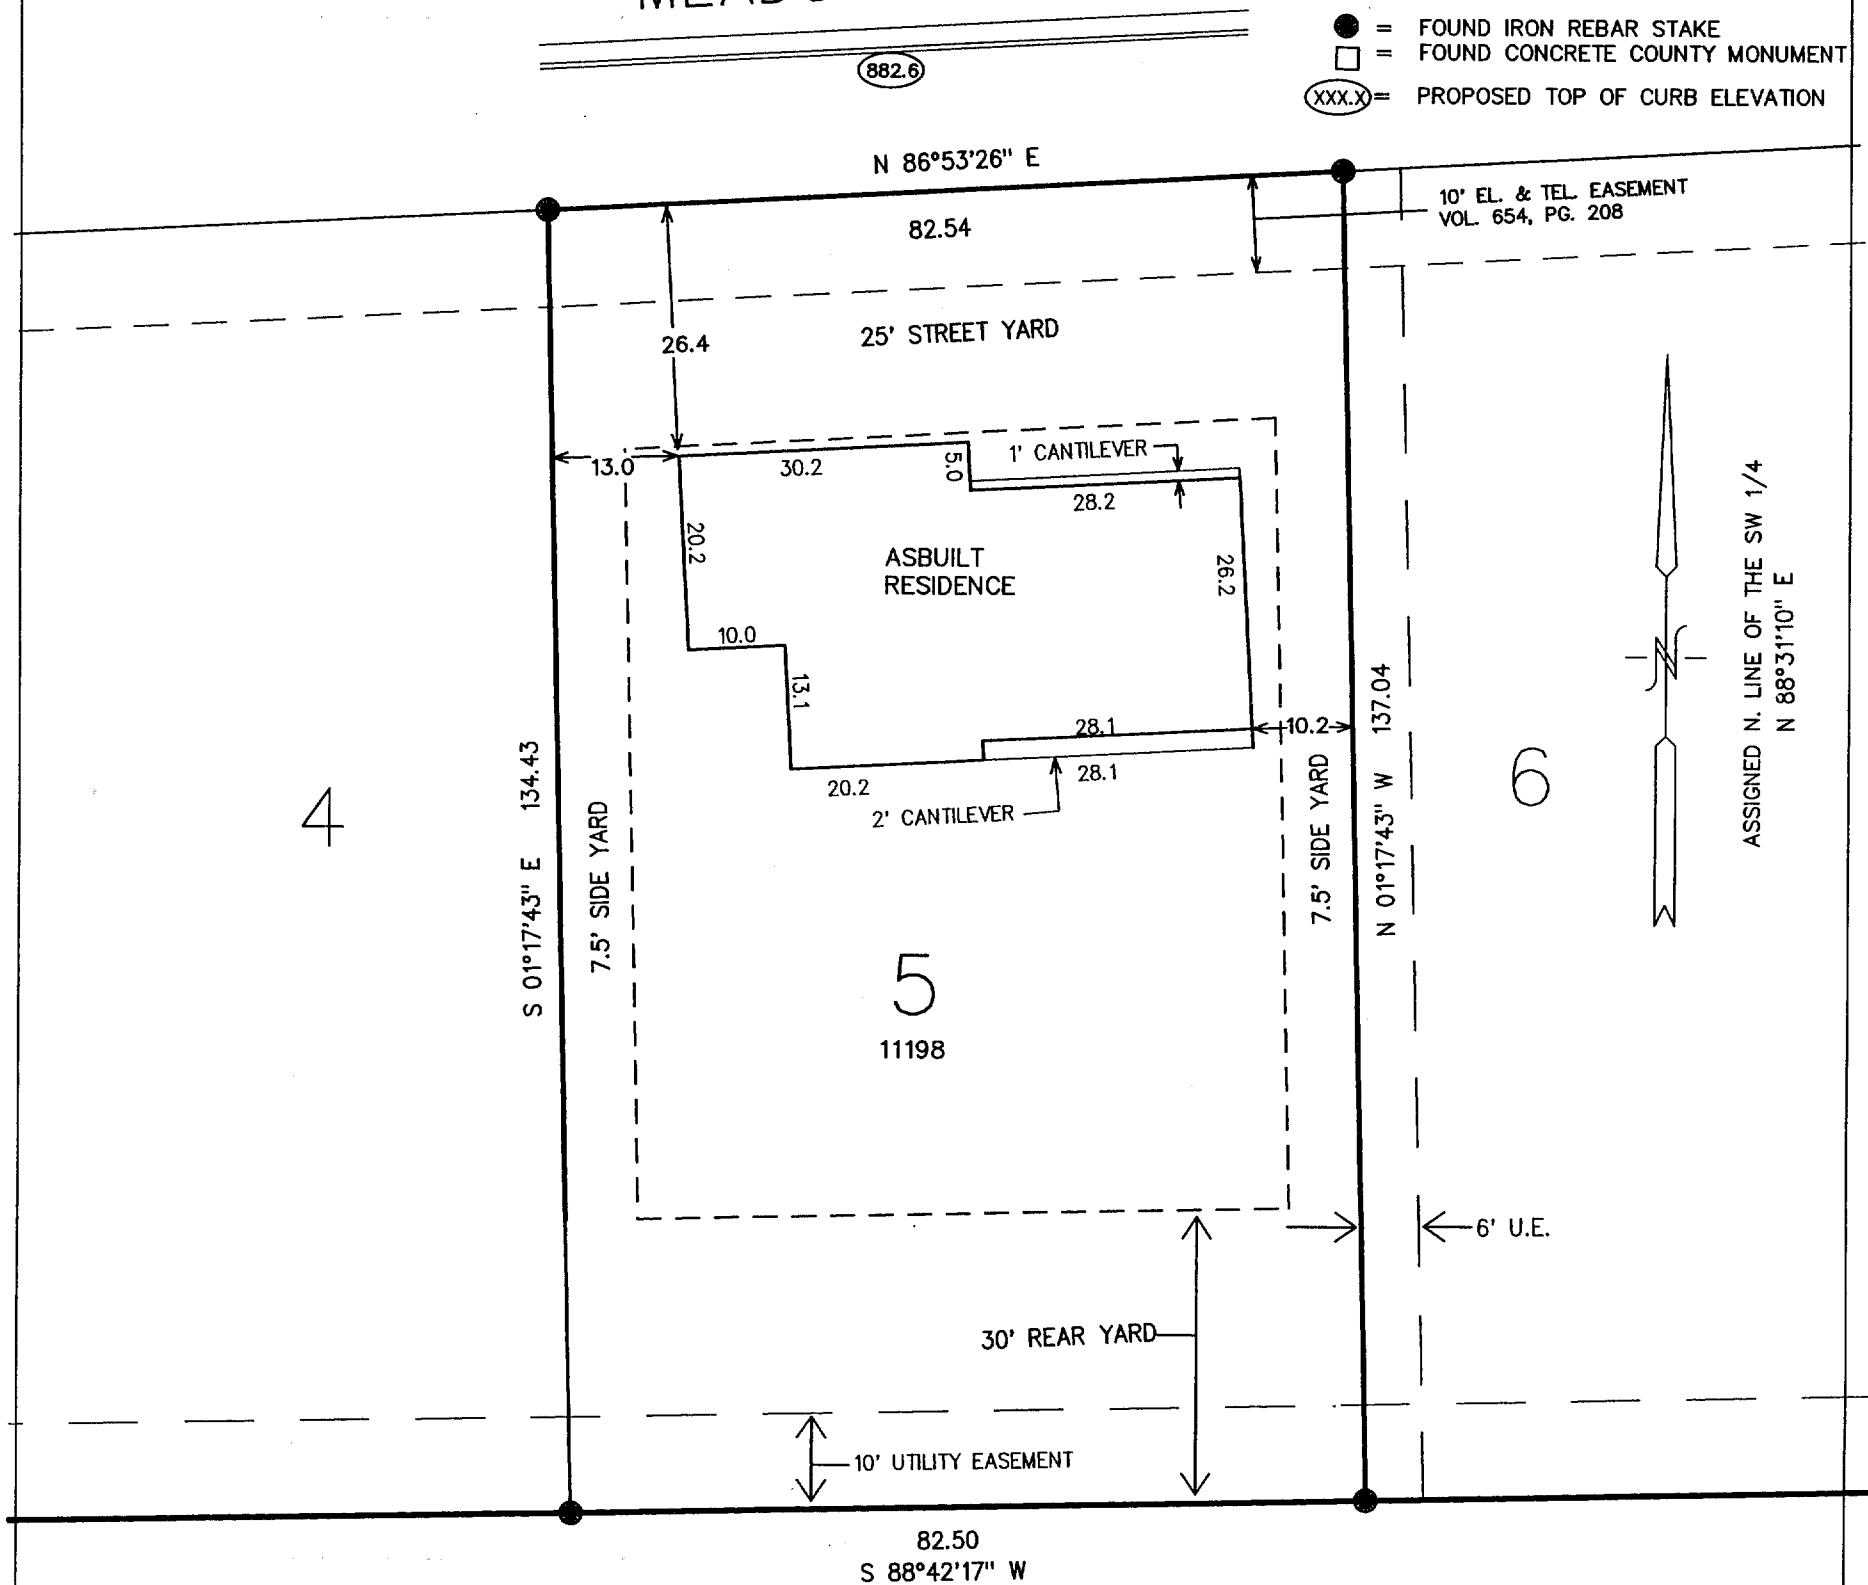 ● = FOUND IRON REBAR STAKE
□ = FOUND CONCRETE COUNTY MONUMENT
XXX.X = PROPOSED TOP OF CURB ELEVATION
882.6
N 86°53'26" E
82.54
10' EL. & TEL. EASEMENT
VOL. 654, PG. 208
26.4
25' STREET YARD
13.0
30.2
5.0
1' CANTILEVER
28.2
20.2
ASBUILT
RESIDENCE
26.2
10.0
13.1
28.1
10.2
20.2
28.1
2' CANTILEVER
4
S 01°17'43" E 134.43
7.5' SIDE YARD
5
11198
7.5' SIDE YARD
N 01°17'43" W 137.04
6
N
ASSIGNED N. LINE OF THE SW 1/4
N 88°31'10" E
6' U.E.
30' REAR YARD
10' UTILITY EASEMENT
82.50
S 88°42'17" W